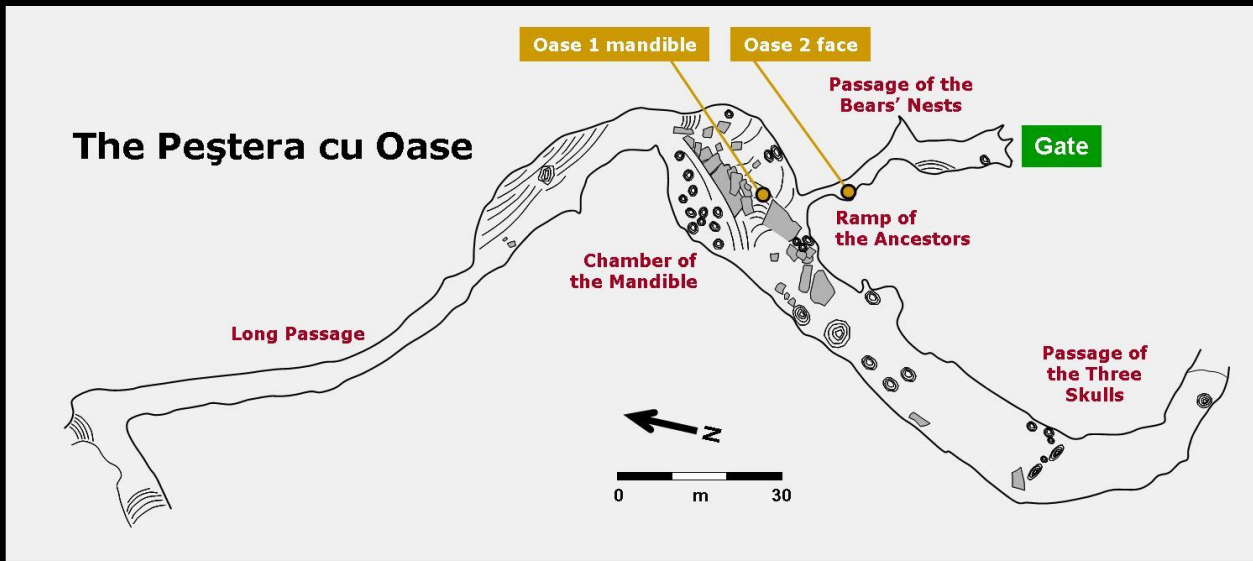 Oase 1 mandible
Oase 2 face
Passage of the
Bears’ Nests
The Peştera cu Oase
Gate
Ramp of
the Ancestors
Chamber of
the Mandible
Long Passage
Passage of
the Three
Skulls
N
0 m 30